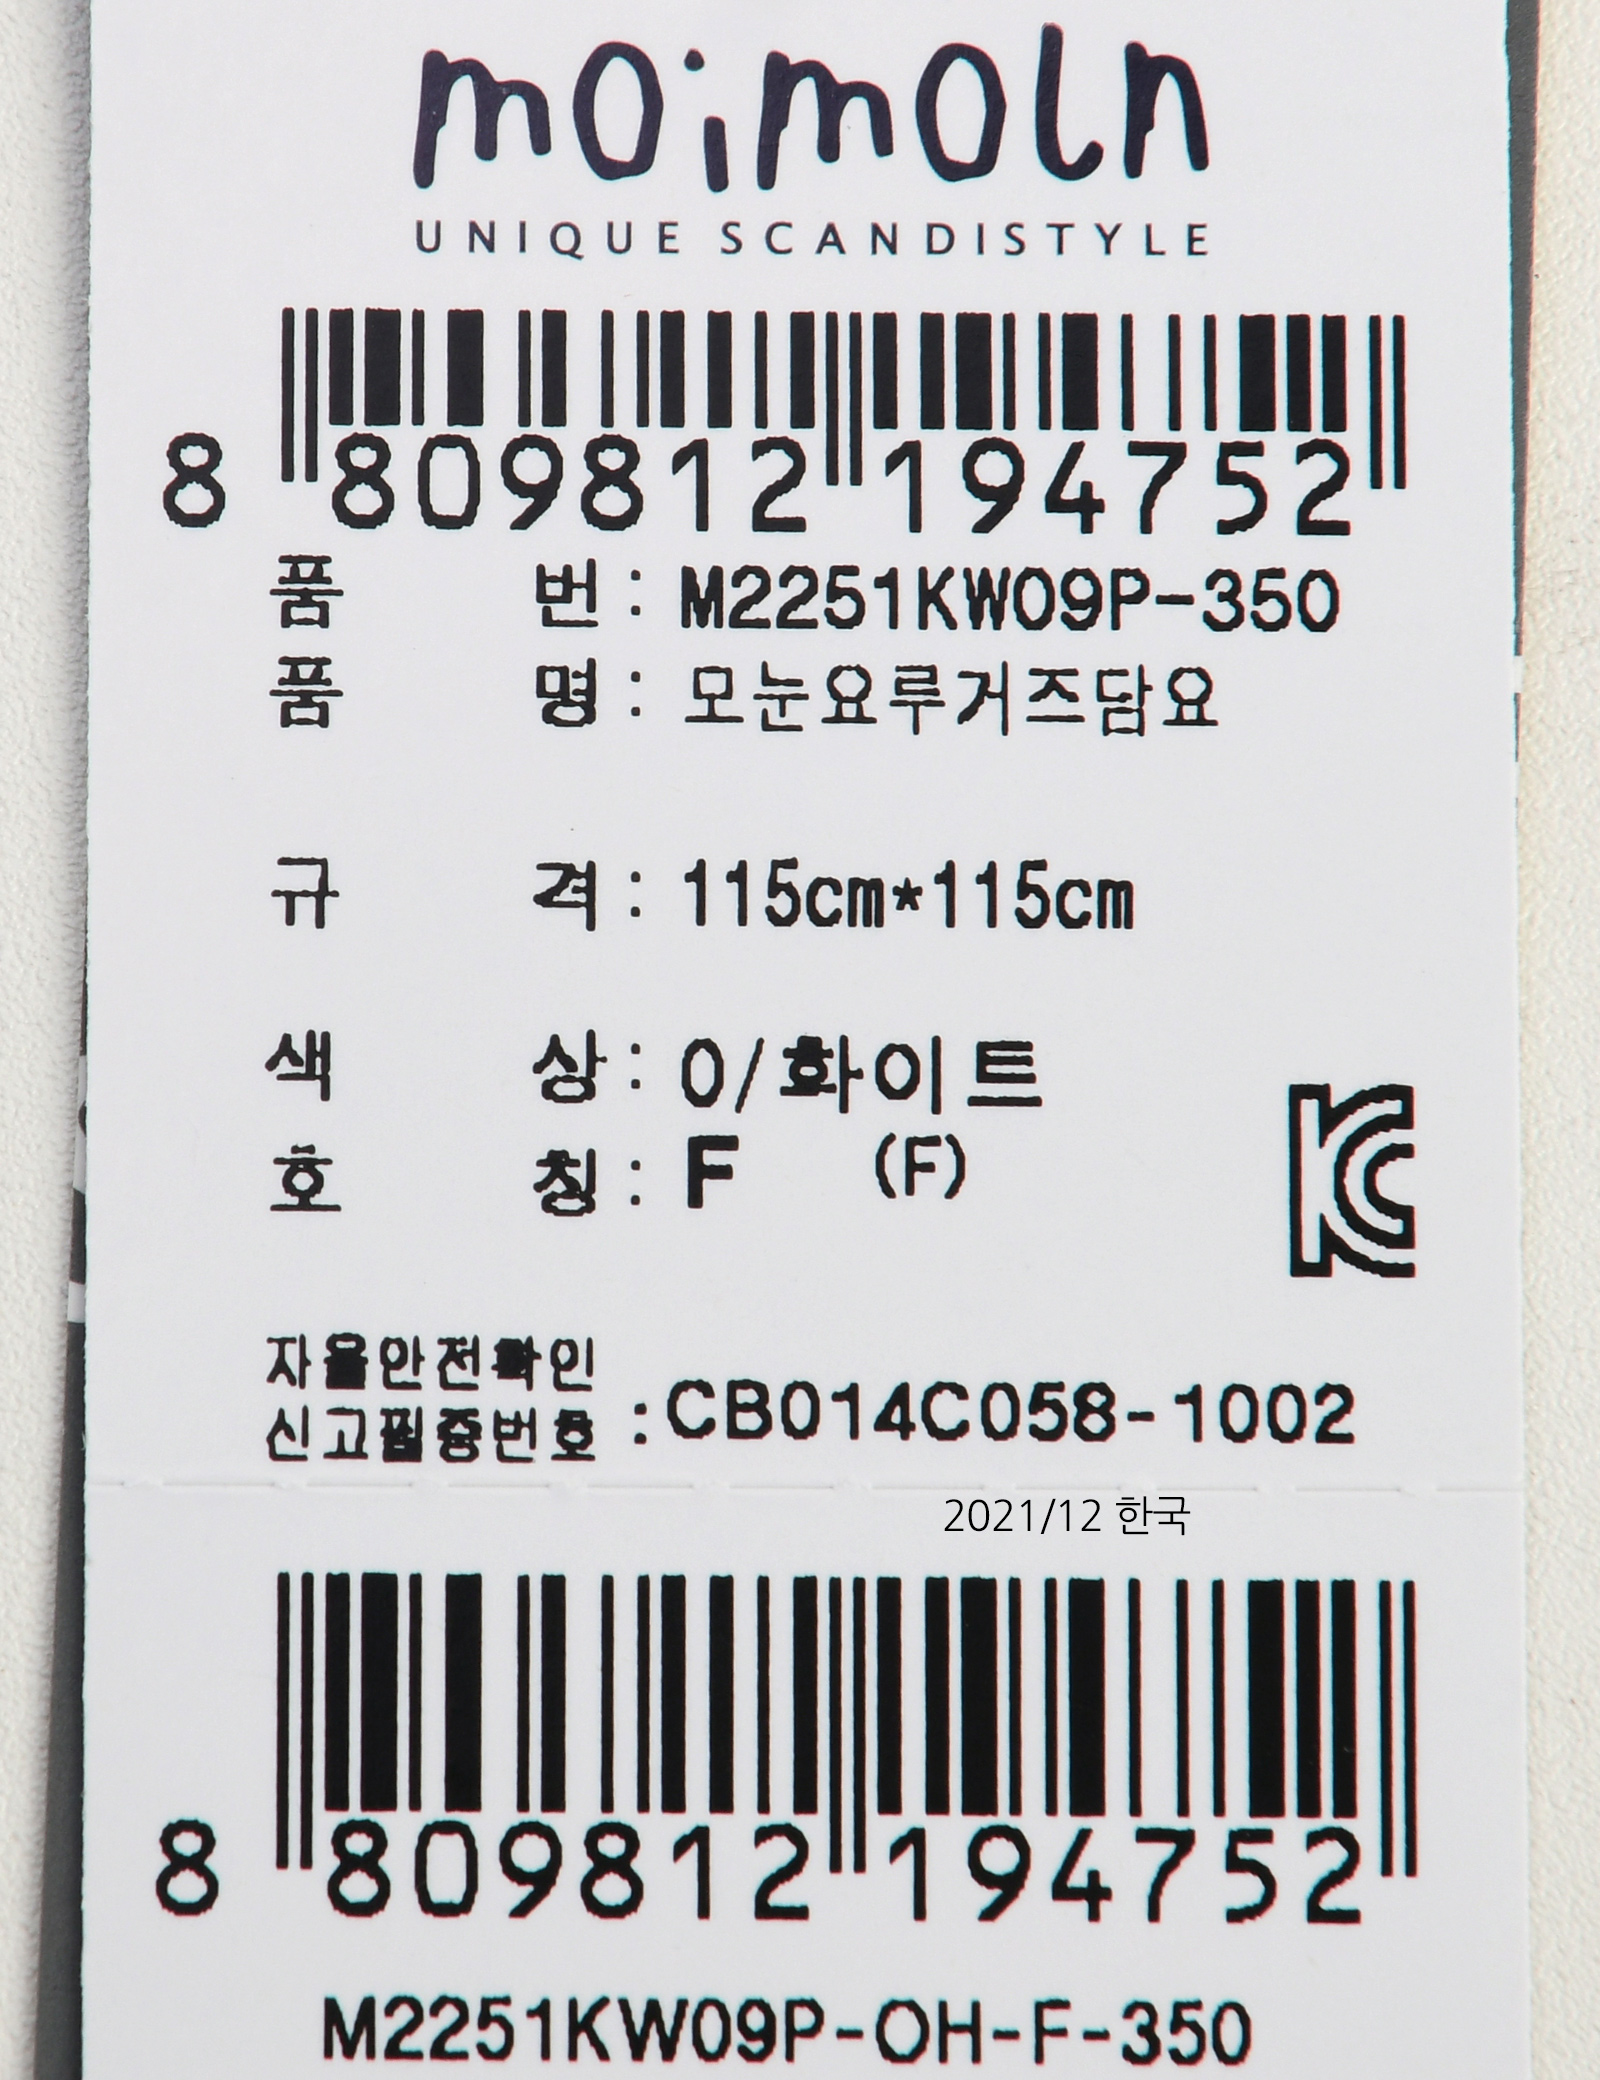 moimoln
UNIQUE SCANDISTYLE
8 809812 194752
품 번 : M2251KW09P-350
품 명 : 모눈요루거즈담요
규 격 : 115cm*115cm
색 상 : 0/화이트
호 칭 : F (F)
KC
자율안전확인
신고필증번호 : CB014C058-1002
2021/12 한국
8 809812 194752
M2251KW09P-OH-F-350